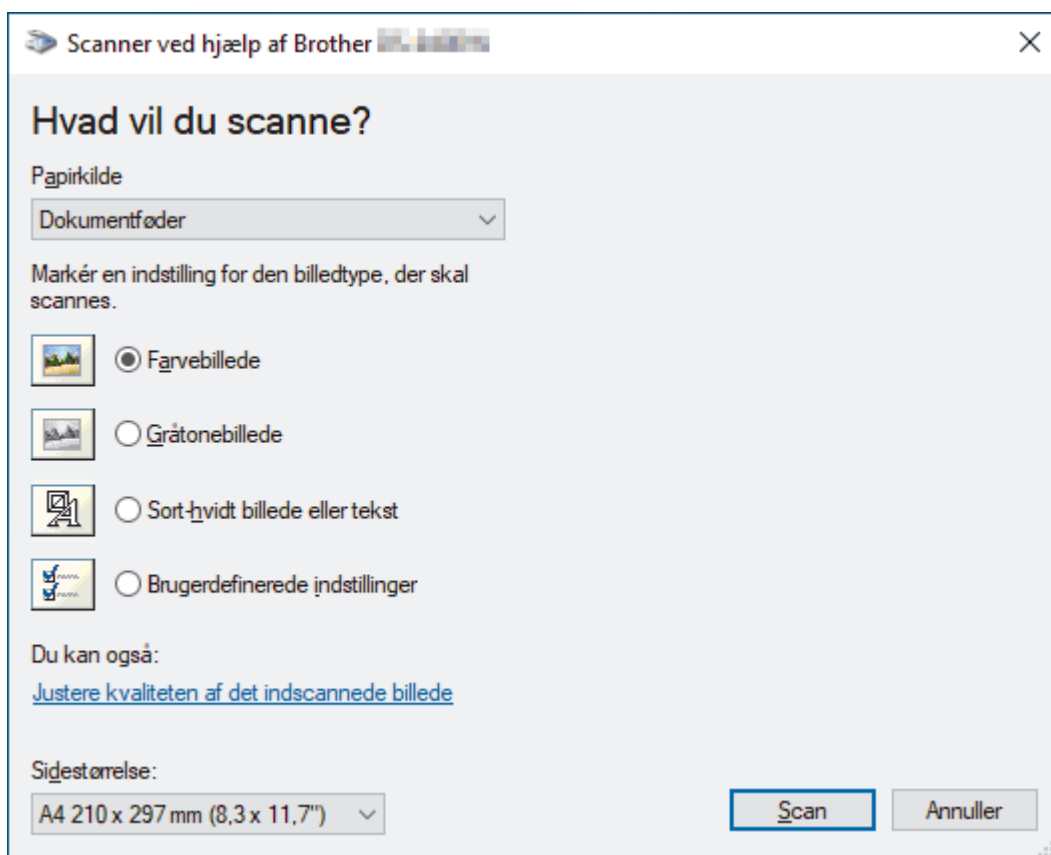 Scanner ved hjælp af Brother
Hvad vil du scanne?
Papirkilde
Dokumentføder
Markér en indstilling for den billedtype, der skal
scannes.
Farvebillede
Gråtonebillede
Sort-hvidt billede eller tekst
Brugerdefinerede indstillinger
Du kan også:
Justere kvaliteten af det indscannede billede
Sidestørrelse:
A4 210 x 297 mm (8,3 x 11,7")
Scan
Annuller